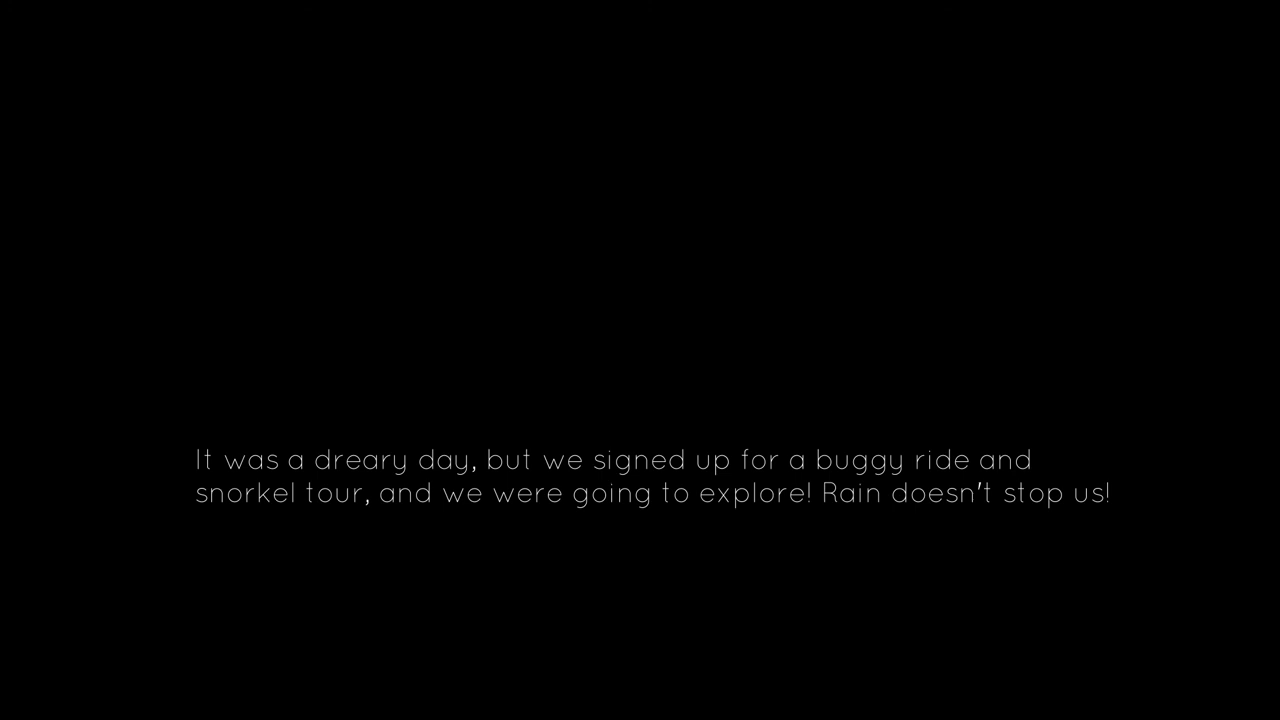 It was a dreary day, but we signed up for a buggy ride and
snorkel tour, and we were going to explore! Rain doesn't stop us!